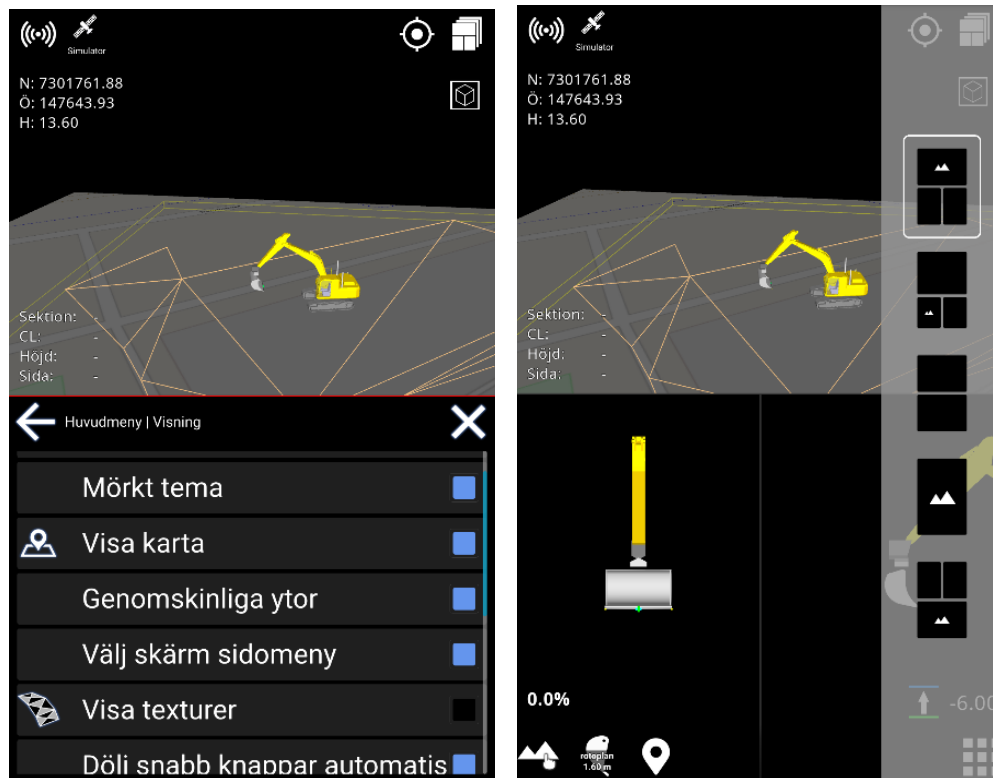 Simulator
N: 7301761.88
Ö: 147643.93
H: 13.60
Sektion: -
CL: -
Höjd: -
Sida: -
Huvudmeny | Visning
Mörkt tema
Visa karta
Genomskinliga ytor
Välj skärm sidomeny
Visa texturer
Dölj snabb knappar automatis
Simulator
N: 7301761.88
Ö: 147643.93
H: 13.60
Sektion: -
CL: -
Höjd: -
Sida: -
0.0%
rotoplan
1.60 m
-6.00